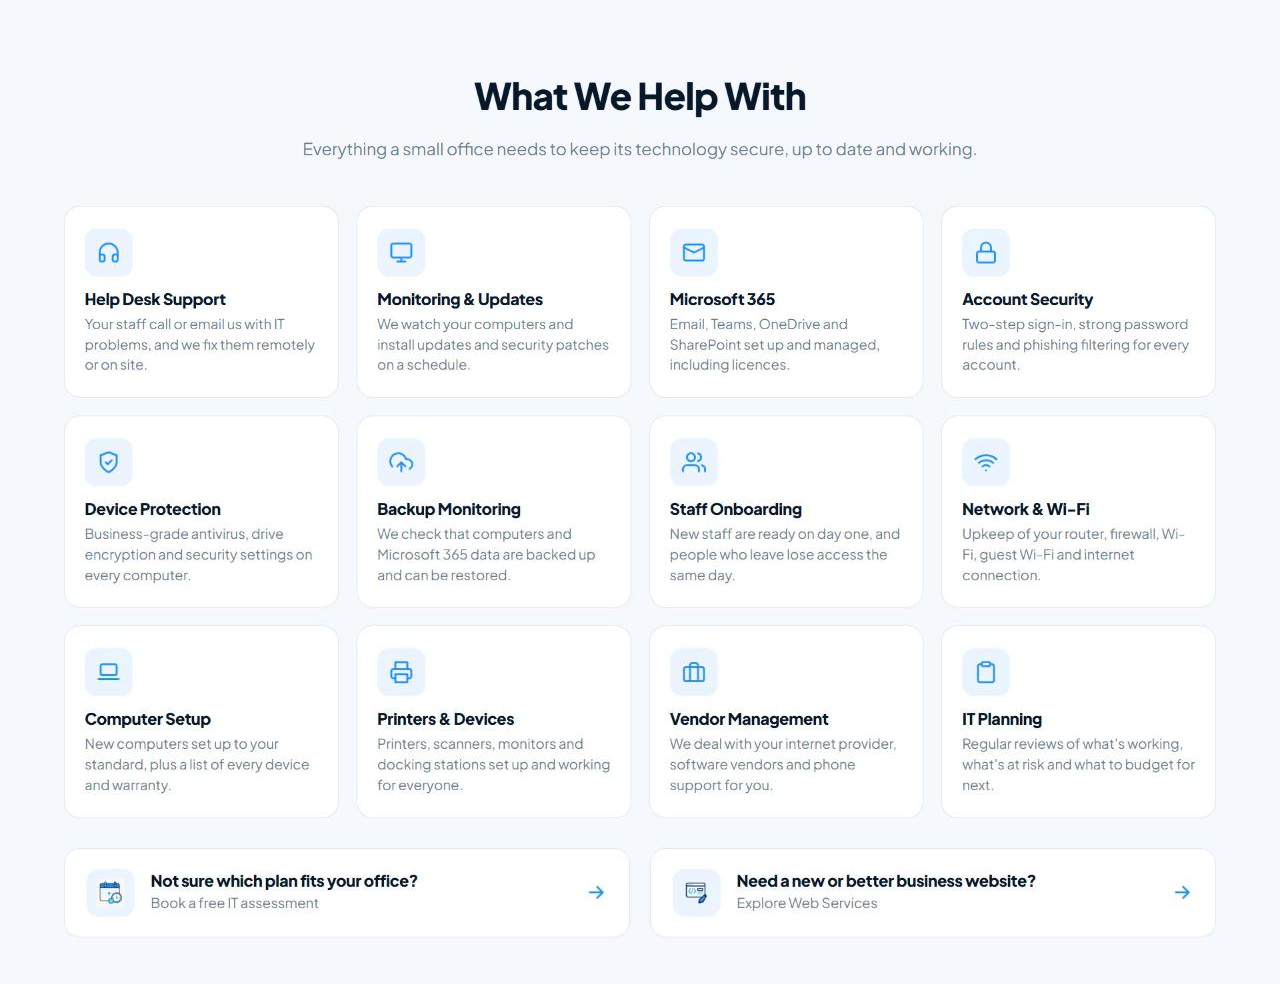 What We Help With
Everything a small office needs to keep its technology secure, up to date and working.
Help Desk Support
Your staff call or email us with IT
problems, and we fix them remotely
or on site.
Monitoring & Updates
We watch your computers and
install updates and security patches
on a schedule.
Microsoft 365
Email, Teams, OneDrive and
SharePoint set up and managed,
including licences.
Account Security
Two-step sign-in, strong password
rules and phishing filtering for every
account.
Device Protection
Business-grade antivirus, drive
encryption and security settings on
every computer.
Backup Monitoring
We check that computers and
Microsoft 365 data are backed up
and can be restored.
Staff Onboarding
New staff are ready on day one, and
people who leave lose access the
same day.
Network & Wi-Fi
Upkeep of your router, firewall, Wi-
Fi, guest Wi-Fi and internet
connection.
Computer Setup
New computers set up to your
standard, plus a list of every device
and warranty.
Printers & Devices
Printers, scanners, monitors and
docking stations set up and working
for everyone.
Vendor Management
We deal with your internet provider,
software vendors and phone
support for you.
IT Planning
Regular reviews of what's working,
what's at risk and what to budget for
next.
Not sure which plan fits your office?
Book a free IT assessment
Need a new or better business website?
Explore Web Services